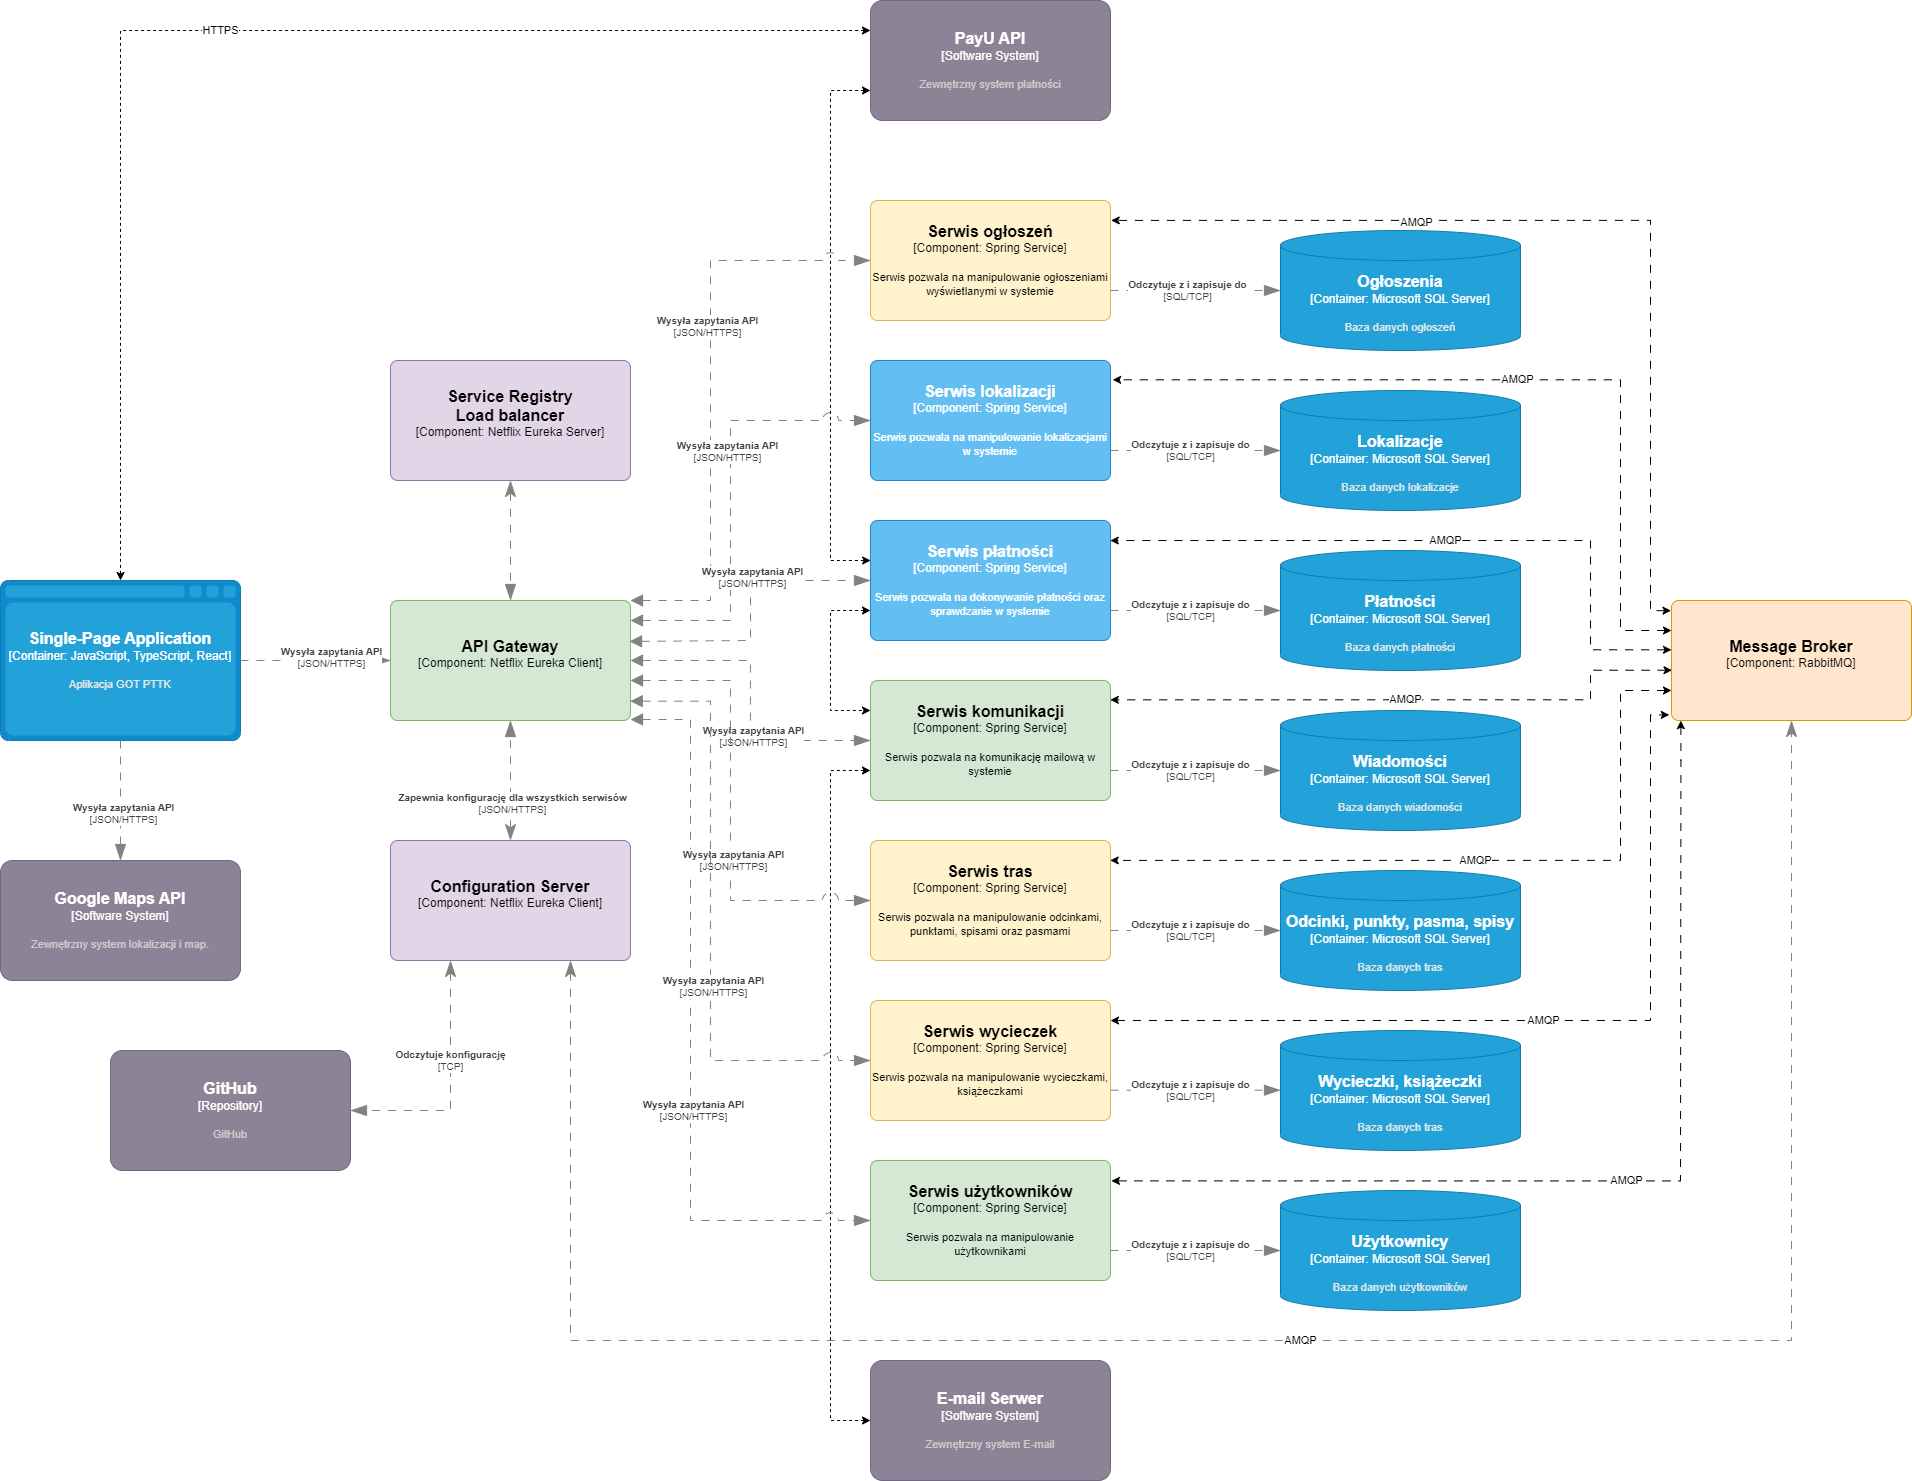 HTTPS
PayU API
[Software System]
Zewnętrzny system płatności
Serwis ogłoszeń
[Component: Spring Service]
Serwis pozwala na manipulowanie ogłoszeniami
wyświetlanymi w systemie
Odczytuje z i zapisuje do
[SQL/TCP]
AMQP
Ogłoszenia
[Container: Microsoft SQL Server]
Baza danych ogłoszeń
Wysyła zapytania API
[JSON/HTTPS]
Service Registry
Load balancer
[Component: Netflix Eureka Server]
Wysyła zapytania API
[JSON/HTTPS]
Serwis lokalizacji
[Component: Spring Service]
Serwis pozwala na manipulowanie lokalizacjami
w systemie
Odczytuje z i zapisuje do
[SQL/TCP]
AMQP
Lokalizacje
[Container: Microsoft SQL Server]
Baza danych lokalizacje
Wysyła zapytania API
[JSON/HTTPS]
Serwis płatności
[Component: Spring Service]
Serwis pozwala na dokonywanie płatności oraz
sprawdzanie w systemie
Odczytuje z i zapisuje do
[SQL/TCP]
AMQP
Płatności
[Container: Microsoft SQL Server]
Baza danych płatności
Single-Page Application
[Container: JavaScript, TypeScript, React]
Aplikacja GOT PTTK
Wysyła zapytania API
[JSON/HTTPS]
API Gateway
[Component: Netflix Eureka Client]
Message Broker
[Component: RabbitMQ]
Wysyła zapytania API
[JSON/HTTPS]
Serwis komunikacji
[Component: Spring Service]
Serwis pozwala na komunikację mailową w
systemie
Odczytuje z i zapisuje do
[SQL/TCP]
AMQP
Wiadomości
[Container: Microsoft SQL Server]
Baza danych wiadomości
Wysyła zapytania API
[JSON/HTTPS]
Zapewnia konfigurację dla wszystkich serwisów
[JSON/HTTPS]
Google Maps API
[Software System]
Zewnętrzny system lokalizacji i map.
Configuration Server
[Component: Netflix Eureka Client]
Wysyła zapytania API
[JSON/HTTPS]
Serwis tras
[Component: Spring Service]
Serwis pozwala na manipulowanie odcinkami,
punktami, spisami oraz pasmami
Odczytuje z i zapisuje do
[SQL/TCP]
AMQP
Odcinki, punkty, pasma, spisy
[Container: Microsoft SQL Server]
Baza danych tras
Wysyła zapytania API
[JSON/HTTPS]
Odczytuje konfigurację
[TCP]
GitHub
[Repository]
GitHub
Serwis wycieczek
[Component: Spring Service]
Serwis pozwala na manipulowanie wycieczkami,
książeczkami
Odczytuje z i zapisuje do
[SQL/TCP]
AMQP
Wycieczki, książeczki
[Container: Microsoft SQL Server]
Baza danych tras
Wysyła zapytania API
[JSON/HTTPS]
Serwis użytkowników
[Component: Spring Service]
Serwis pozwala na manipulowanie
użytkownikami
Odczytuje z i zapisuje do
[SQL/TCP]
AMQP
Użytkownicy
[Container: Microsoft SQL Server]
Baza danych użytkowników
AMQP
E-mail Serwer
[Software System]
Zewnętrzny system E-mail